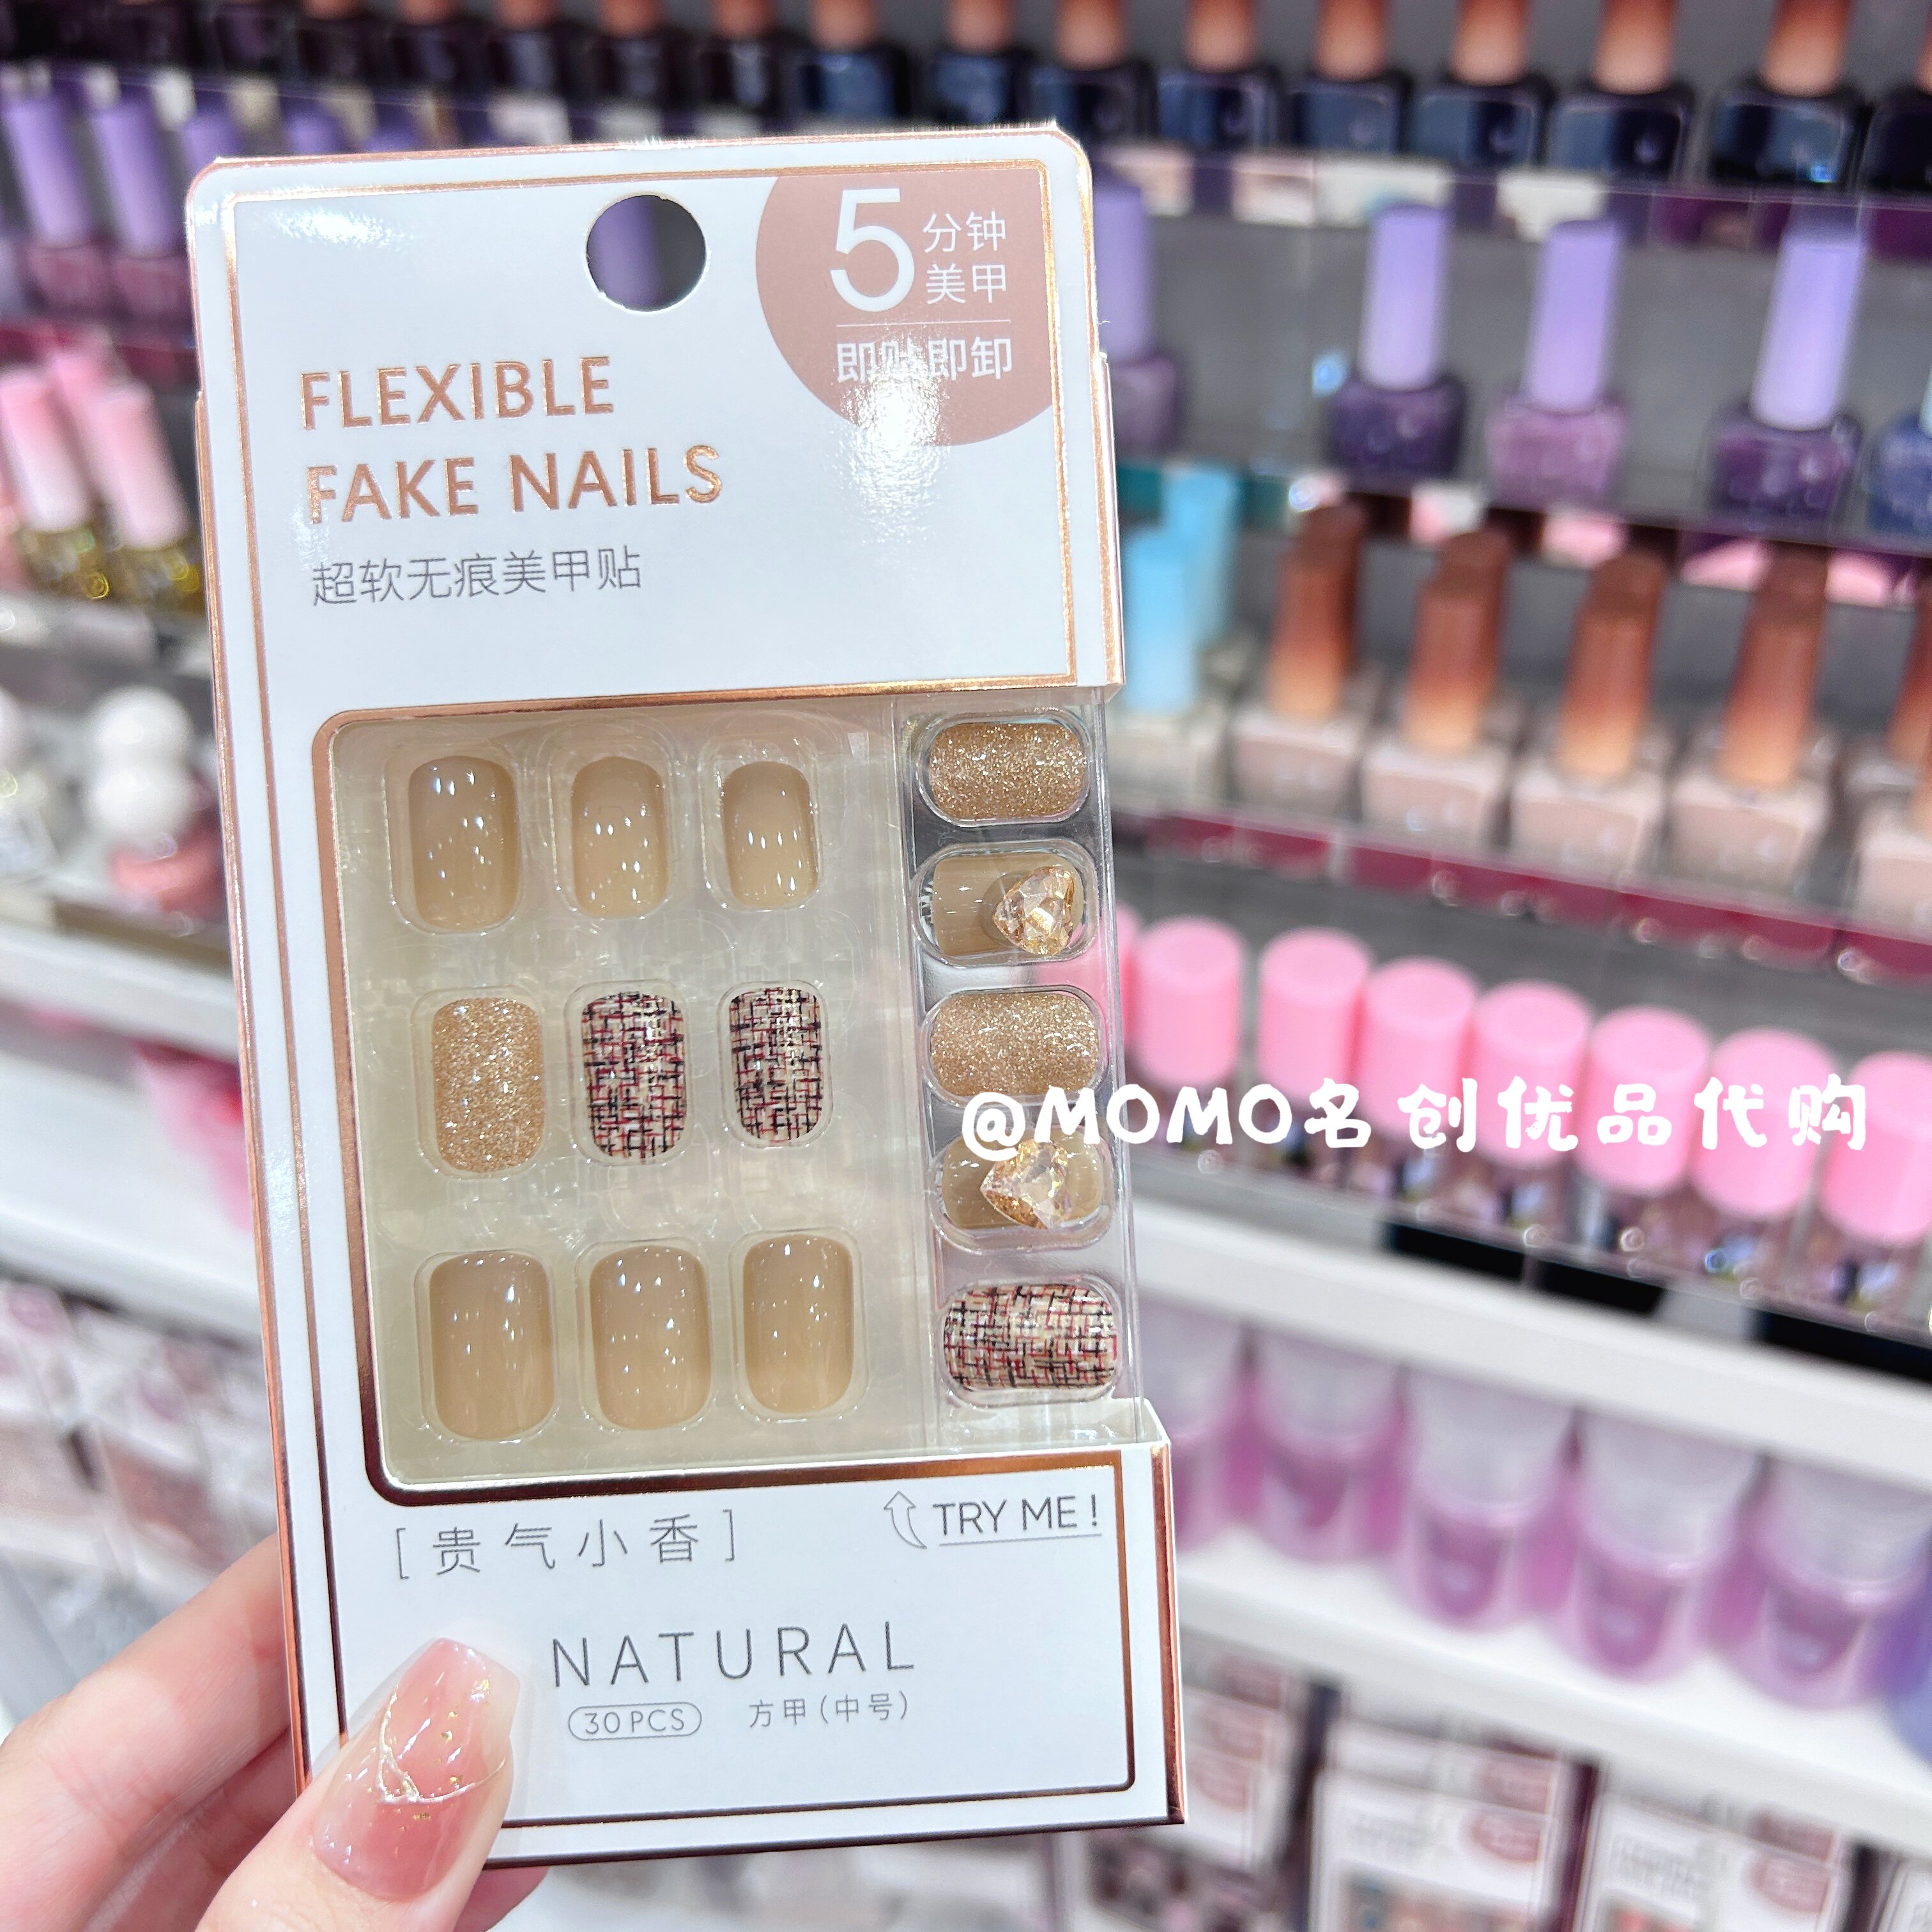 5 分钟
美甲
即贴即卸
FLEXIBLE
FAKE NAILS
超软无痕美甲贴
@MOMO名创优品代购
[贵气小香]
TRY ME!
NATURAL
30PCS 方甲(中号)